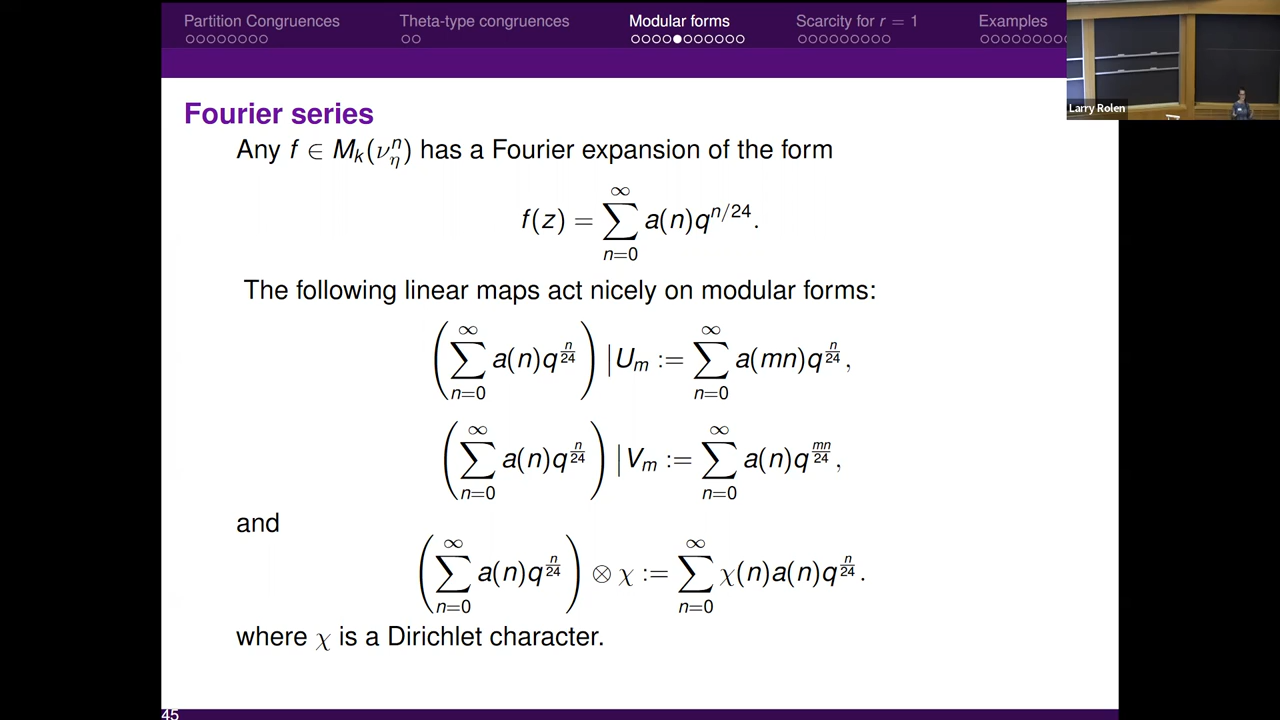 Partition Congruences Theta-type congruences Modular forms Scarcity for r = 1 Examples
Larry Rolen
Fourier series
Any f ∈ M_k(ν_η^n) has a Fourier expansion of the form
f(z) = ∑_{n=0}^{∞} a(n)q^{n/24}.
The following linear maps act nicely on modular forms:
(∑_{n=0}^{∞} a(n)q^{n/24}) | U_m := ∑_{n=0}^{∞} a(mn)q^{n/24},
(∑_{n=0}^{∞} a(n)q^{n/24}) | V_m := ∑_{n=0}^{∞} a(n)q^{mn/24},
and
(∑_{n=0}^{∞} a(n)q^{n/24}) ⊗ χ := ∑_{n=0}^{∞} χ(n)a(n)q^{n/24}.
where χ is a Dirichlet character.
45